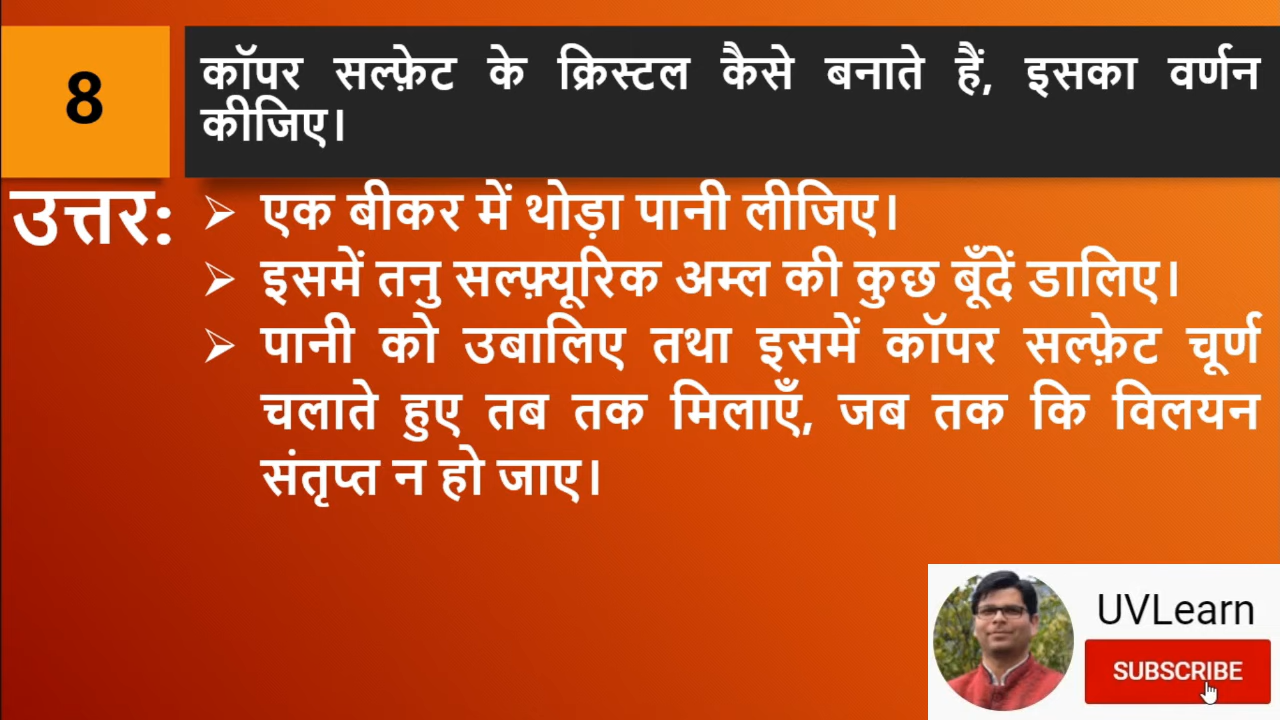 8
कॉपर सल्फ़ेट के क्रिस्टल कैसे बनाते हैं, इसका वर्णन
कीजिए।
उत्तर:
➢ एक बीकर में थोड़ा पानी लीजिए।
➢ इसमें तनु सल्फ़्यूरिक अम्ल की कुछ बूँदें डालिए।
➢ पानी को उबालिए तथा इसमें कॉपर सल्फ़ेट चूर्ण
चलाते हुए तब तक मिलाएँ, जब तक कि विलयन
संतृप्त न हो जाए।
UVLearn
SUBSCRIBE